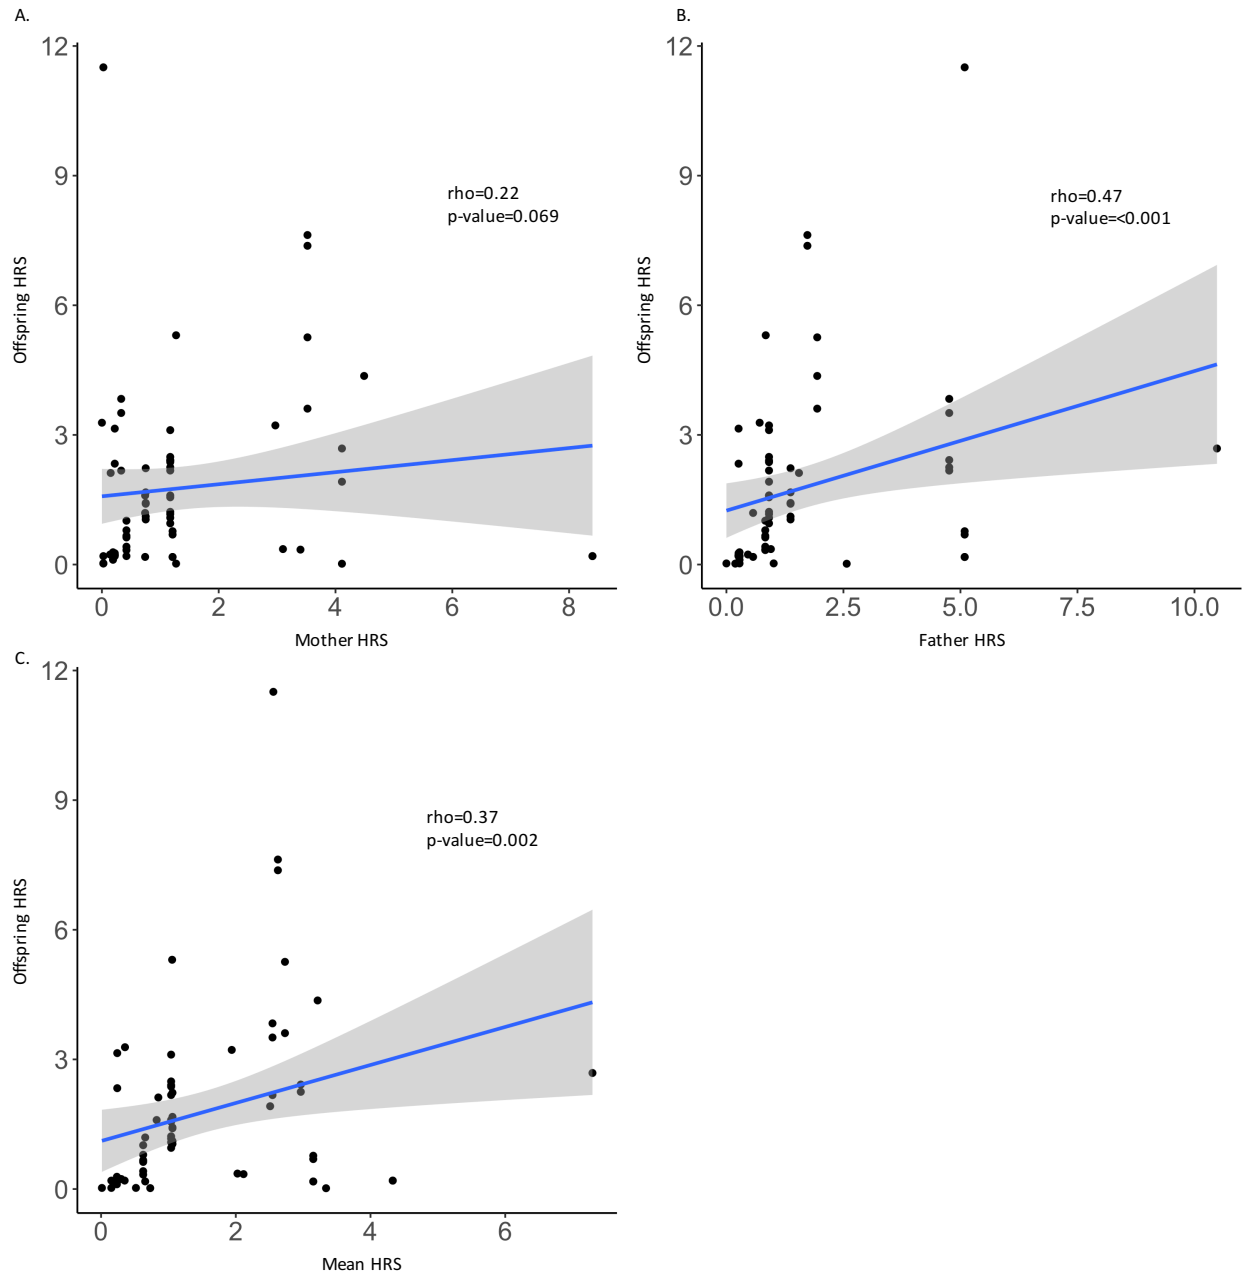 A.
12
9
6
3
0
Offspring HRS
rho=0.22
p-value=0.069
0 2 4 6 8
Mother HRS
B.
12
9
6
3
0
Offspring HRS
rho=0.47
p-value=<0.001
0.0 2.5 5.0 7.5 10.0
Father HRS
C.
12
9
6
3
0
Offspring HRS
rho=0.37
p-value=0.002
0 2 4 6
Mean HRS